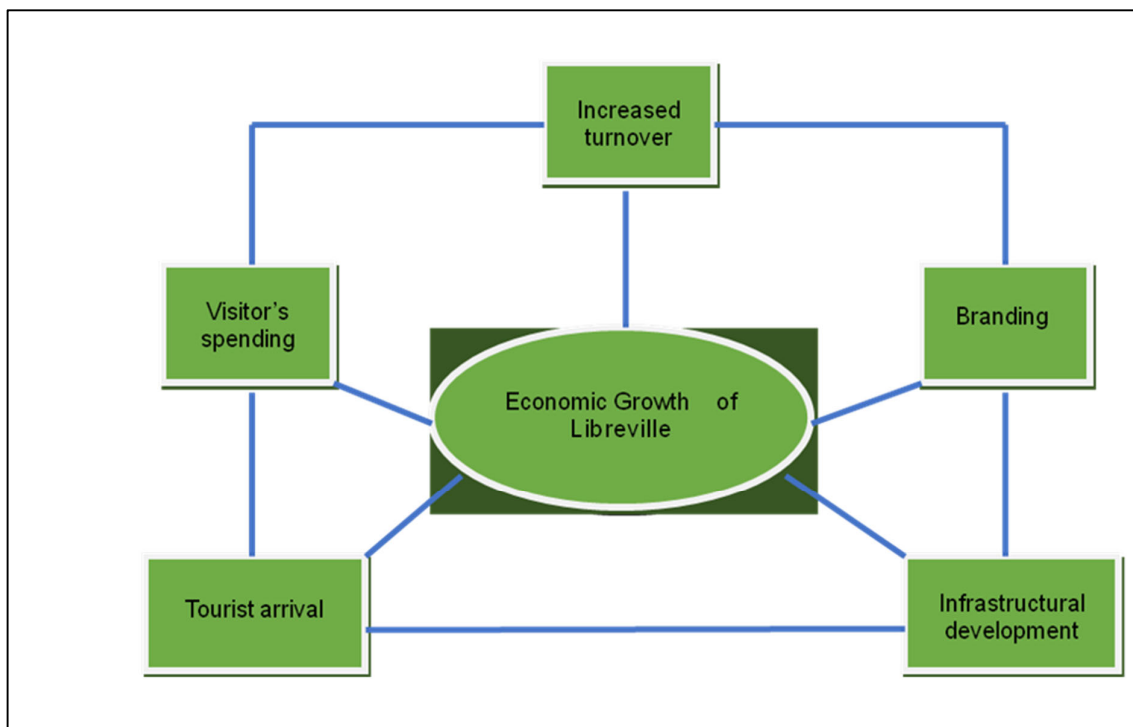 Increased
turnover
Visitor's
spending
Branding
Economic Growth of
Libreville
Tourist arrival
Infrastructural
development